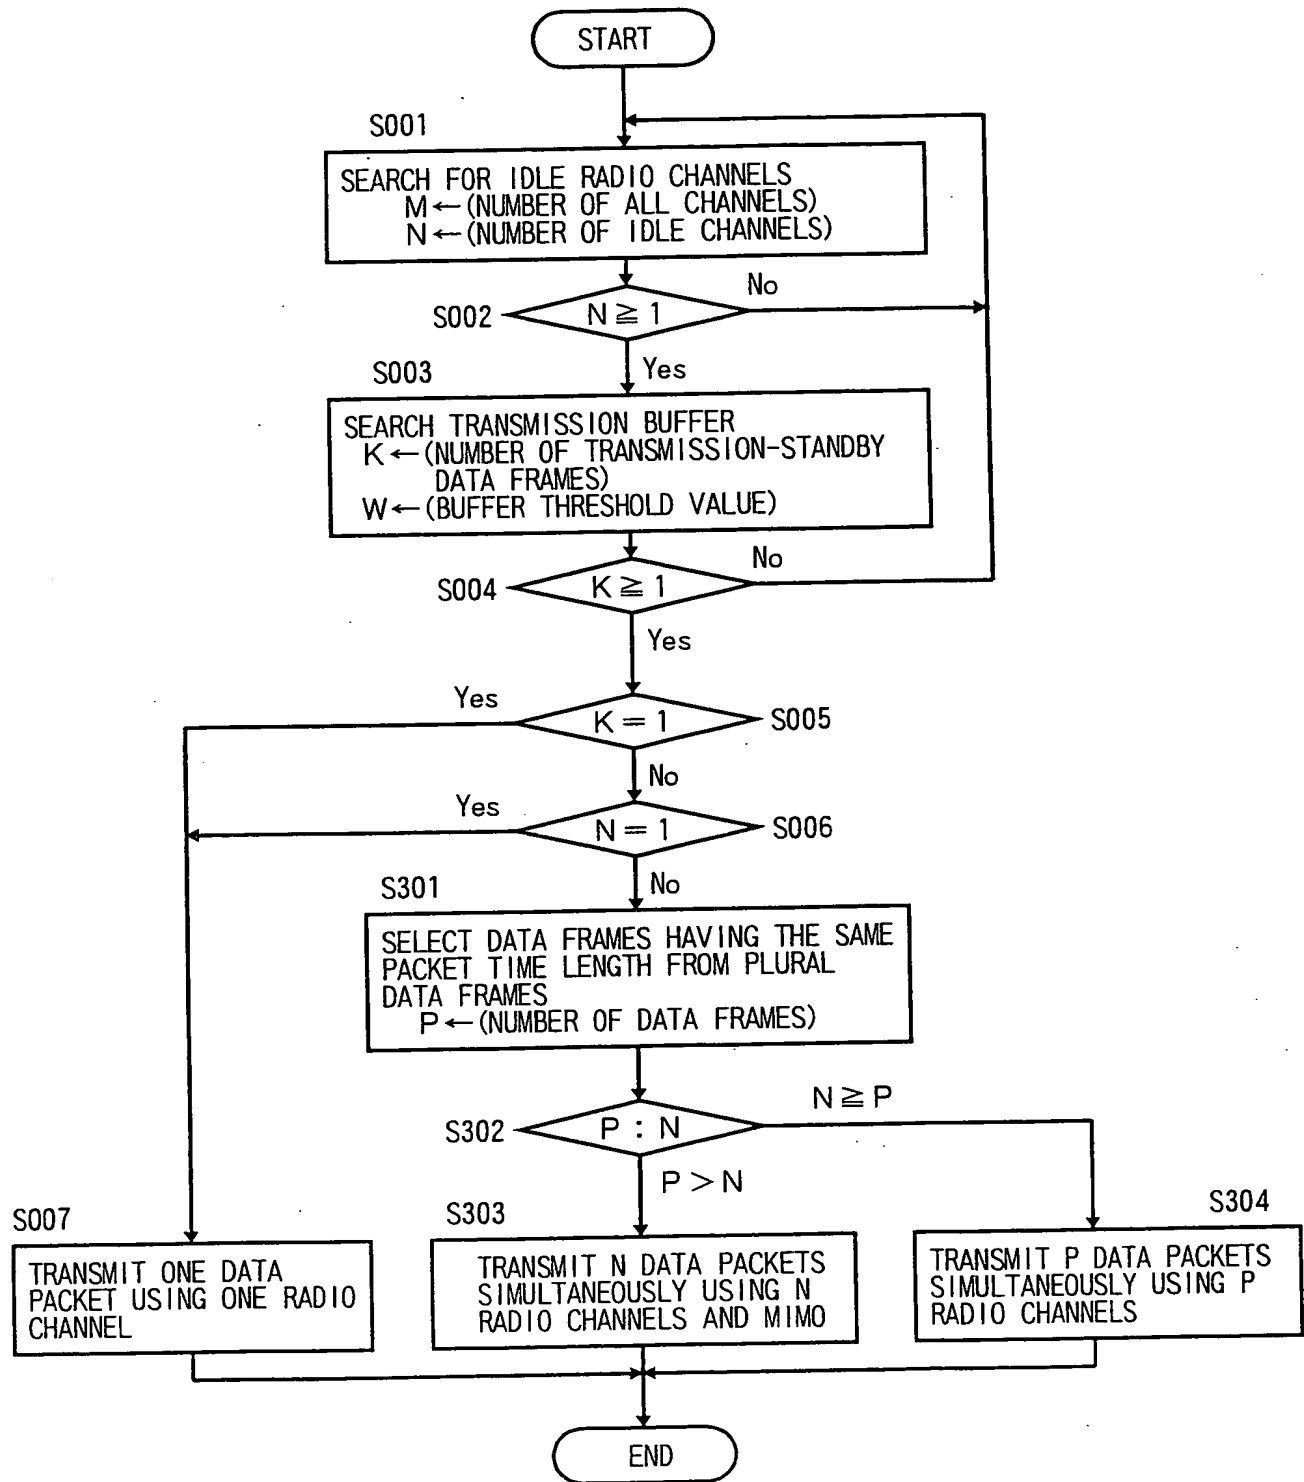 START
S001
SEARCH FOR IDLE RADIO CHANNELS
M←(NUMBER OF ALL CHANNELS)
N←(NUMBER OF IDLE CHANNELS)
No
S002
N≧1
Yes
S003
SEARCH TRANSMISSION BUFFER
K←(NUMBER OF TRANSMISSION-STANDBY
DATA FRAMES)
W←(BUFFER THRESHOLD VALUE)
No
S004
K≧1
Yes
Yes
K=1
S005
No
Yes
N=1
S006
No
S301
SELECT DATA FRAMES HAVING THE SAME
PACKET TIME LENGTH FROM PLURAL
DATA FRAMES
P←(NUMBER OF DATA FRAMES)
N≧P
S302
P : N
P>N
S007
TRANSMIT ONE DATA
PACKET USING ONE RADIO
CHANNEL
S303
TRANSMIT N DATA PACKETS
SIMULTANEOUSLY USING N
RADIO CHANNELS AND MIMO
S304
TRANSMIT P DATA PACKETS
SIMULTANEOUSLY USING P
RADIO CHANNELS
END